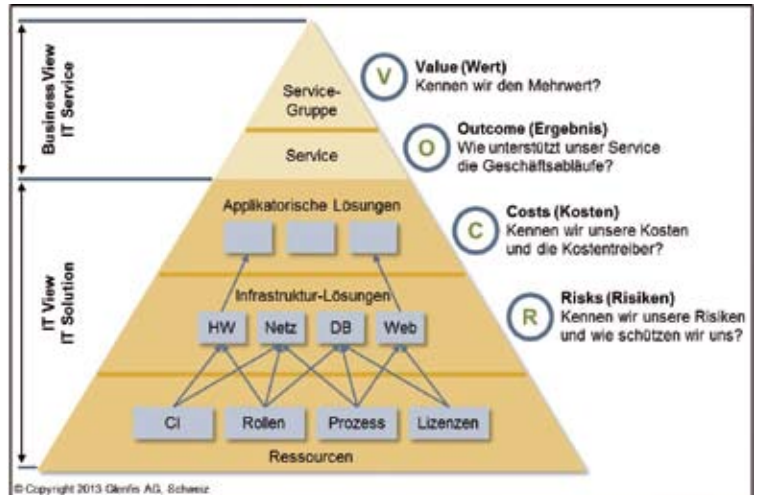 Business View
IT Service
IT View
IT Solution
Service-
Gruppe
Service
Applikatorische Lösungen
Infrastruktur-Lösungen
HW
Netz
DB
Web
CI
Rollen
Prozess
Lizenzen
Ressourcen
V
Value (Wert)
Kennen wir den Mehrwert?
O
Outcome (Ergebnis)
Wie unterstützt unser Service
die Geschäftsabläufe?
C
Costs (Kosten)
Kennen wir unsere Kosten
und die Kostentreiber?
R
Risks (Risiken)
Kennen wir unsere Risiken
und wie schützen wir uns?
© Copyright 2013 Glenfis AG, Schweiz